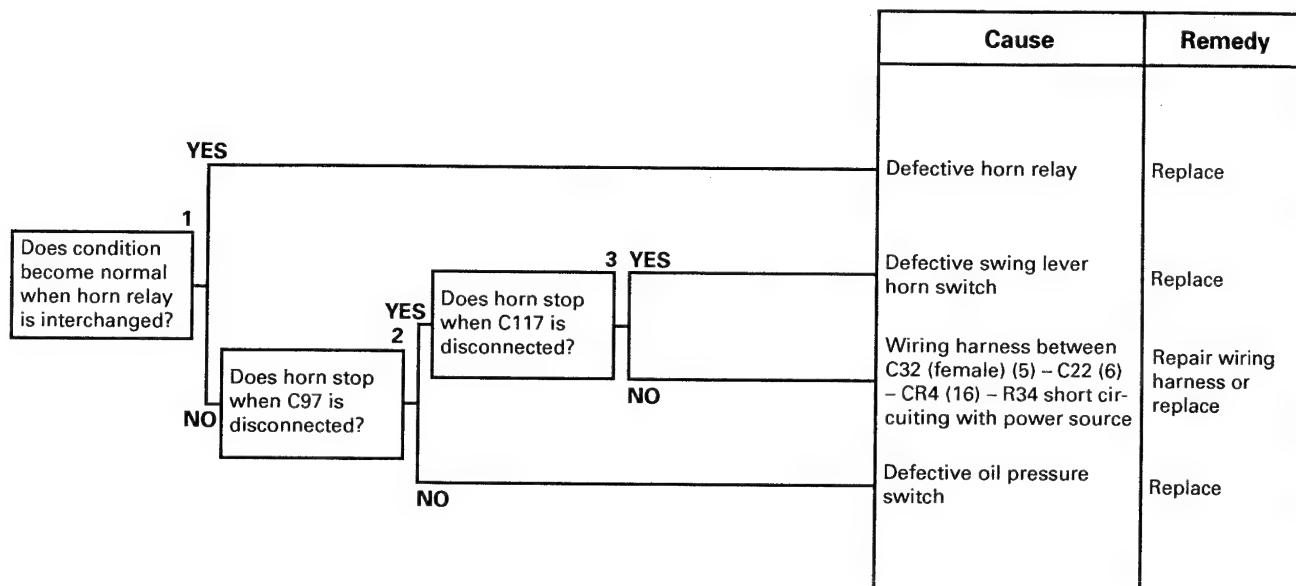 Cause
Remedy
YES
Defective horn relay
Replace
1
Does condition
become normal
when horn relay
is interchanged?
3 YES
Defective swing lever
horn switch
Replace
YES
Does horn stop
when C117 is
disconnected?
2
Wiring harness between
C32 (female) (5) – C22 (6)
– CR4 (16) – R34 short cir-
cuiting with power source
Repair wiring
harness or
replace
NO
NO
Does horn stop
when C97 is
disconnected?
NO
Defective oil pressure
switch
Replace